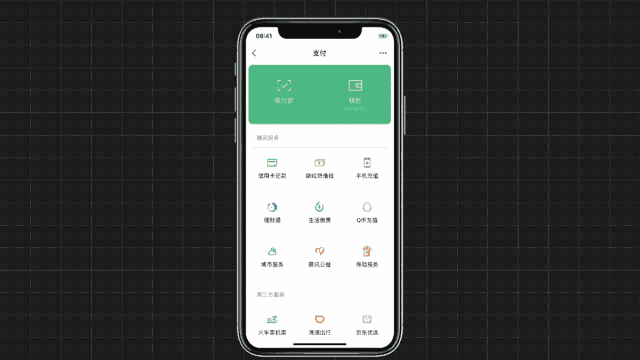 09:41
支付
收付款
钱包
腾讯服务
信用卡还款
微粒贷借钱
手机充值
理财通
生活缴费
Q币充值
城市服务
腾讯公益
保险服务
第三方服务
火车票机票
滴滴出行
京东优选